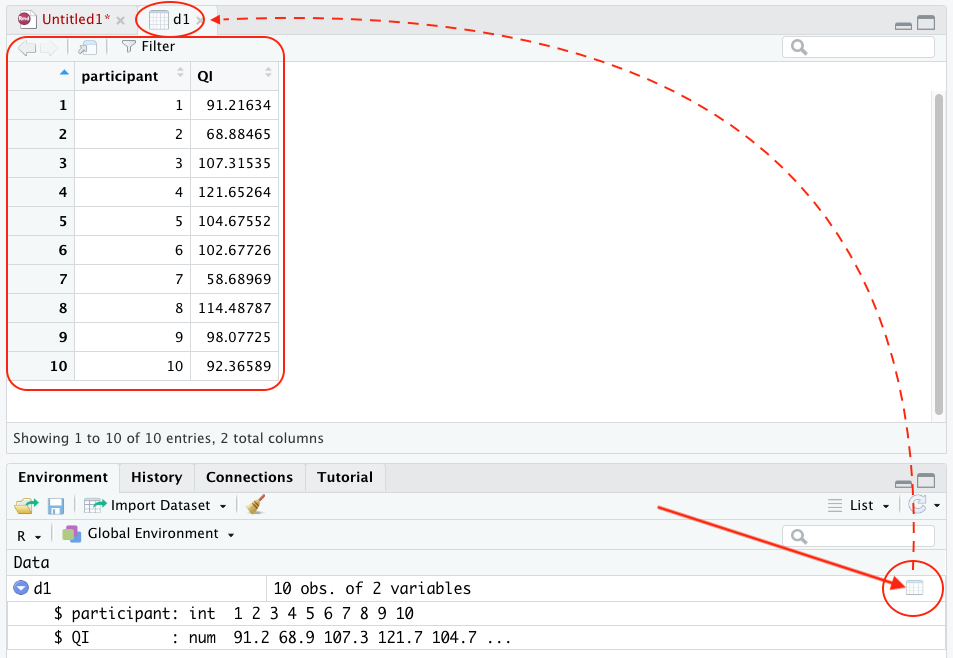 Untitled1* × d1 ×
Filter
participant QI
1 1 91.21634
2 2 68.88465
3 3 107.31535
4 4 121.65264
5 5 104.67552
6 6 102.67726
7 7 58.68969
8 8 114.48787
9 9 98.07725
10 10 92.36589
Showing 1 to 10 of 10 entries, 2 total columns
Environment History Connections Tutorial
Import Dataset List
R Global Environment
Data
d1 10 obs. of 2 variables
$ participant: int 1 2 3 4 5 6 7 8 9 10
$ QI : num 91.2 68.9 107.3 121.7 104.7 ...